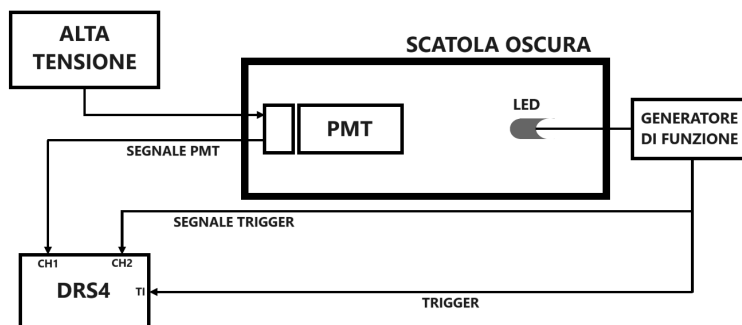 ALTA
TENSIONE
SCATOLA OSCURA
LED
PMT
GENERATORE
DI FUNZIONE
SEGNALE PMT
SEGNALE TRIGGER
CH1
CH2
DRS4
TI
TRIGGER